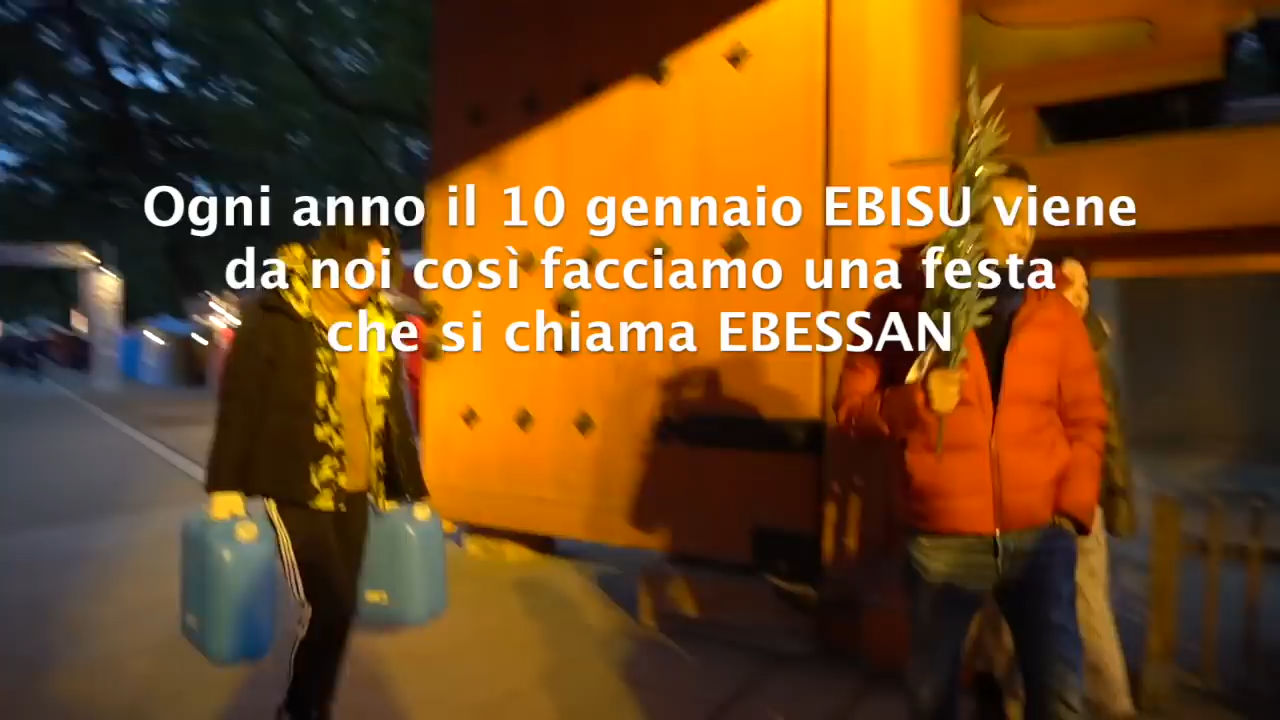 Ogni anno il 10 gennaio EBISU viene
da noi così facciamo una festa
che si chiama EBESSAN